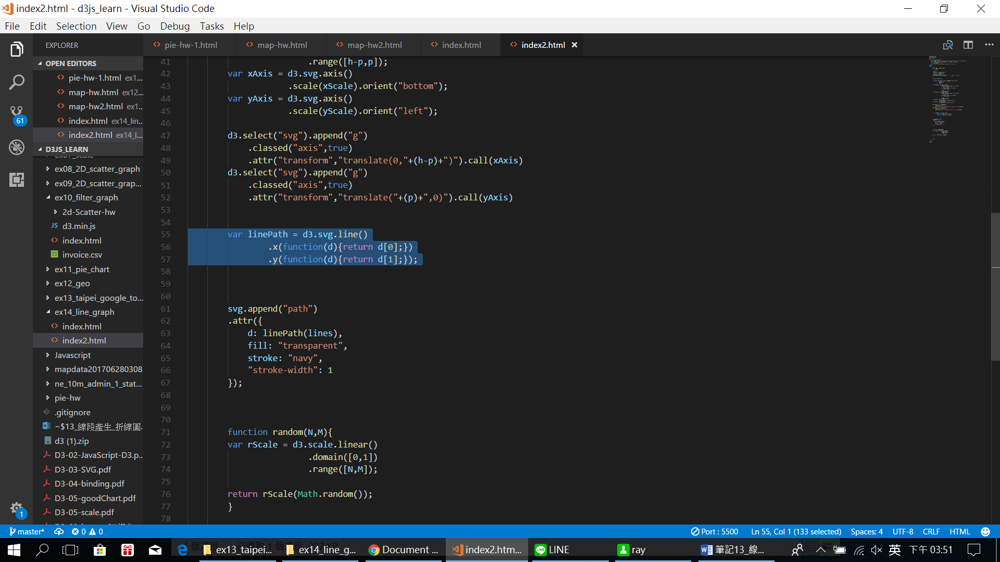 index2.html - d3js_learn - Visual Studio Code
File Edit Selection View Go Debug Tasks Help
EXPLORER
pie-hw-1.html map-hw.html map-hw2.html index.html index2.html
OPEN EDITORS
pie-hw-1.html ex1...
map-hw.html ex12...
map-hw2.html ex1...
index.html ex14_lin...
index2.html ex14_l...
D3JS_LEARN
ex07_scale
ex08_2D_scatter_graph
ex09_2D_scatter_grap...
ex10_filter_graph
2d-Scatter-hw
JS d3.min.js
index.html
invoice.csv
ex11_pie_chart
ex12_geo
ex13_taipei_google_to...
ex14_line_graph
index.html
index2.html
Javascript
mapdata201706280308
ne_10m_admin_1_stat...
pie-hw
.gitignore
~$13_線段產生_折線圖.
d3 (1).zip
D3-02-JavaScript-D3.p...
D3-03-SVG.pdf
D3-04-binding.pdf
D3-05-goodChart.pdf
D3-05-scale.pdf
61
1
41 .range([h-p,p]);
42 var xAxis = d3.svg.axis()
43 .scale(xScale).orient("bottom");
44 var yAxis = d3.svg.axis()
45 .scale(yScale).orient("left");
46
47 d3.select("svg").append("g")
48 .classed("axis",true)
49 .attr("transform","translate(0,"+(h-p)+")").call(xAxis)
50 d3.select("svg").append("g")
51 .classed("axis",true)
52 .attr("transform","translate("+(p)+",0)").call(yAxis)
53
54
55 var linePath = d3.svg.line()
56 .x(function(d){return d[0];})
57 .y(function(d){return d[1];});
58
59
60
61 svg.append("path")
62 .attr({
63 d: linePath(lines),
64 fill: "transparent",
65 stroke: "navy",
66 "stroke-width": 1
67 });
68
69
70
71 function random(N,M){
72 var rScale = d3.scale.linear()
73 .domain([0,1])
74 .range([N,M]);
75
76 return rScale(Math.random());
77 }
78
master* 0 0 Port : 5500 Ln 55, Col 1 (133 selected) Spaces: 4 UTF-8 CRLF HTML
ex13_taipei... ex14_line_g... Document ... index2.htm... LINE ray 筆記13_線... 英 下午 03:51